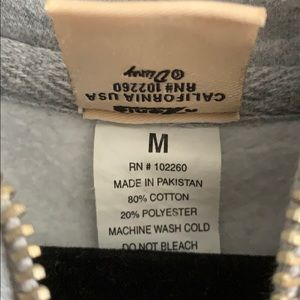 © Disney
RN# 102260
CALIFORNIA USA
M
RN # 102260
MADE IN PAKISTAN
80% COTTON
20% POLYESTER
MACHINE WASH COLD
DO NOT BLEACH